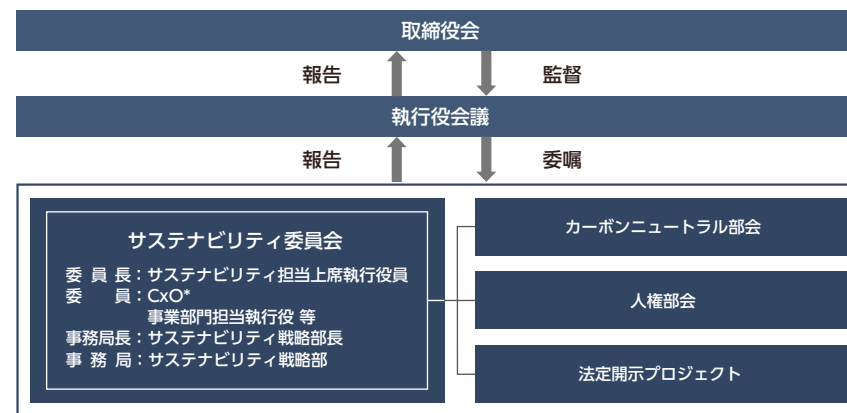 取締役会
報告 監督
執行役会議
報告 委嘱
サステナビリティ委員会
委員長：サステナビリティ担当上席執行役員
委員：CxO*
事業部門担当執行役 等
事務局長：サステナビリティ戦略部長
事務局：サステナビリティ戦略部
カーボンニュートラル部会
人権部会
法定開示プロジェクト